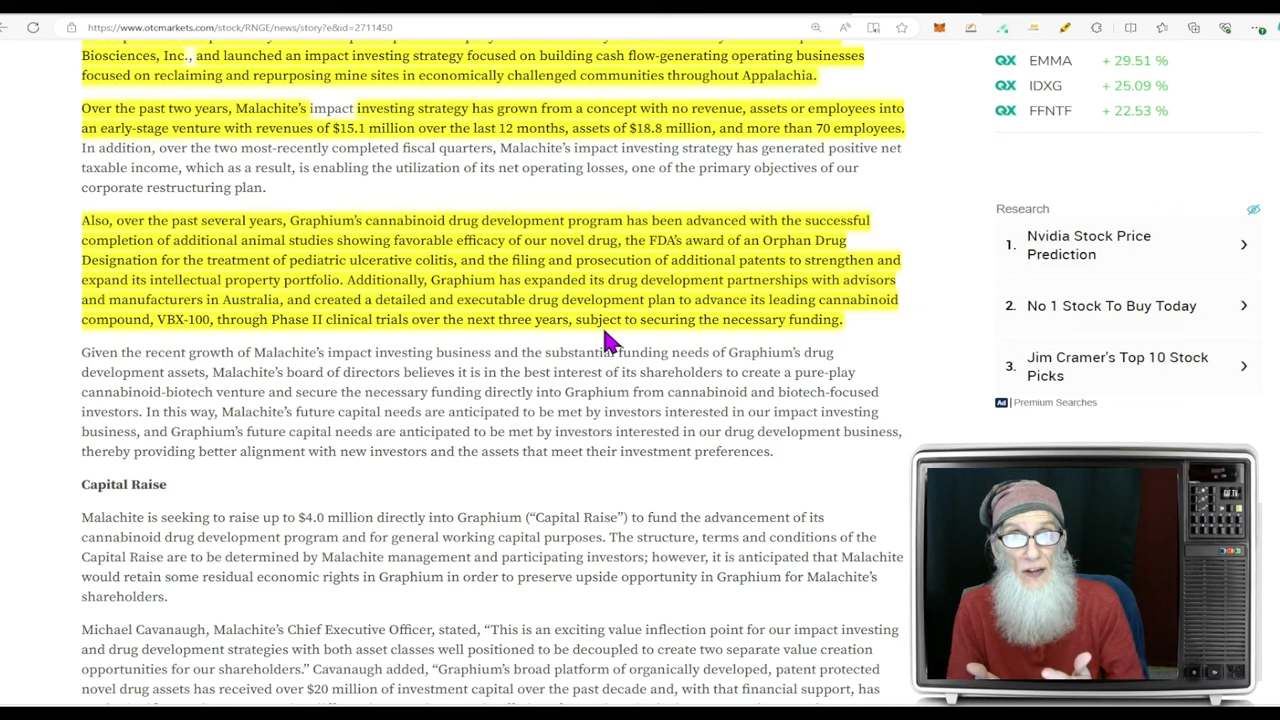 https://www.otcmarkets.com/stock/RNGE/news/story?e&id=2711450
Biosciences, Inc., and launched an impact investing strategy focused on building cash flow-generating operating businesses
focused on reclaiming and repurposing mine sites in economically challenged communities throughout Appalachia.
Over the past two years, Malachite's impact investing strategy has grown from a concept with no revenue, assets or employees into
an early-stage venture with revenues of $15.1 million over the last 12 months, assets of $18.8 million, and more than 70 employees.
In addition, over the two most-recently completed fiscal quarters, Malachite's impact investing strategy has generated positive net
taxable income, which as a result, is enabling the utilization of its net operating losses, one of the primary objectives of our
corporate restructuring plan.
Also, over the past several years, Graphium's cannabinoid drug development program has been advanced with the successful
completion of additional animal studies showing favorable efficacy of our novel drug, the FDA's award of an Orphan Drug
Designation for the treatment of pediatric ulcerative colitis, and the filing and prosecution of additional patents to strengthen and
expand its intellectual property portfolio. Additionally, Graphium has expanded its drug development partnerships with advisors
and manufacturers in Australia, and created a detailed and executable drug development plan to advance its leading cannabinoid
compound, VBX-100, through Phase II clinical trials over the next three years, subject to securing the necessary funding.
Given the recent growth of Malachite's impact investing business and the substantial funding needs of Graphium's drug
development assets, Malachite's board of directors believes it is in the best interest of its shareholders to create a pure-play
cannabinoid-biotech venture and secure the necessary funding directly into Graphium from cannabinoid and biotech-focused
investors. In this way, Malachite's future capital needs are anticipated to be met by investors interested in our impact investing
business, and Graphium's future capital needs are anticipated to be met by investors interested in our drug development business,
thereby providing better alignment with new investors and the assets that meet their investment preferences.
Capital Raise
Malachite is seeking to raise up to $4.0 million directly into Graphium ("Capital Raise") to fund the advancement of its
cannabinoid drug development program and for general working capital purposes. The structure, terms and conditions of the
Capital Raise are to be determined by Malachite management and participating investors; however, it is anticipated that Malachite
would retain some residual economic rights in Graphium in order to preserve upside opportunity in Graphium for Malachite's
shareholders.
Michael Cavanaugh, Malachite's Chief Executive Officer, stated, "This is an exciting value inflection point for our impact investing
and drug development strategies with both asset classes well positioned to be decoupled to create two separate value creation
opportunities for our shareholders." Cavanaugh added, "Graphium's broad platform of organically developed, patent protected
novel drug assets has received over $20 million of investment capital over the past decade and, with that financial support, has
QX EMMA + 29.51 %
QX IDXG + 25.09 %
QX FFNTF + 22.53 %
Research
1. Nvidia Stock Price
Prediction
2. No 1 Stock To Buy Today
3. Jim Cramer's Top 10 Stock
Picks
Ad | Premium Searches